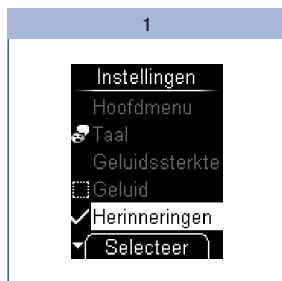 1
Instellingen
Hoofdmenu
Taal
Geluidssterkte
Geluid
Herinneringen
Selecteer